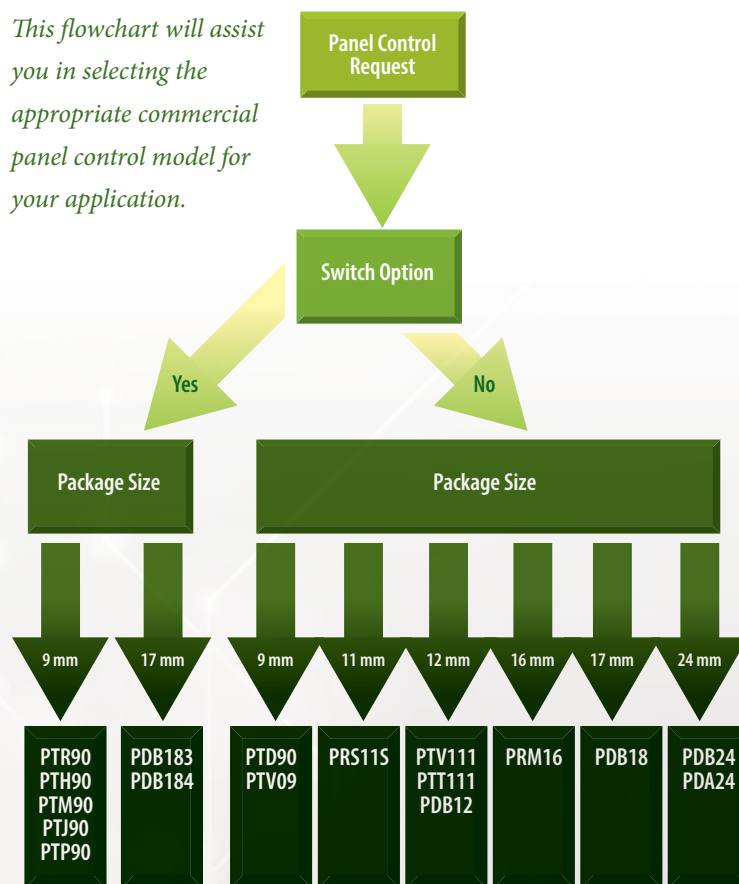 This flowchart will assist
you in selecting the
appropriate commercial
panel control model for
your application.
Panel Control
Request
Switch Option
Yes
No
Package Size
Package Size
9 mm
17 mm
9 mm
11 mm
12 mm
16 mm
17 mm
24 mm
PTR90
PTH90
PTM90
PTJ90
PTP90
PDB183
PDB184
PTD90
PTV09
PRS11S
PTV111
PTT111
PDB12
PRM16
PDB18
PDB24
PDA24